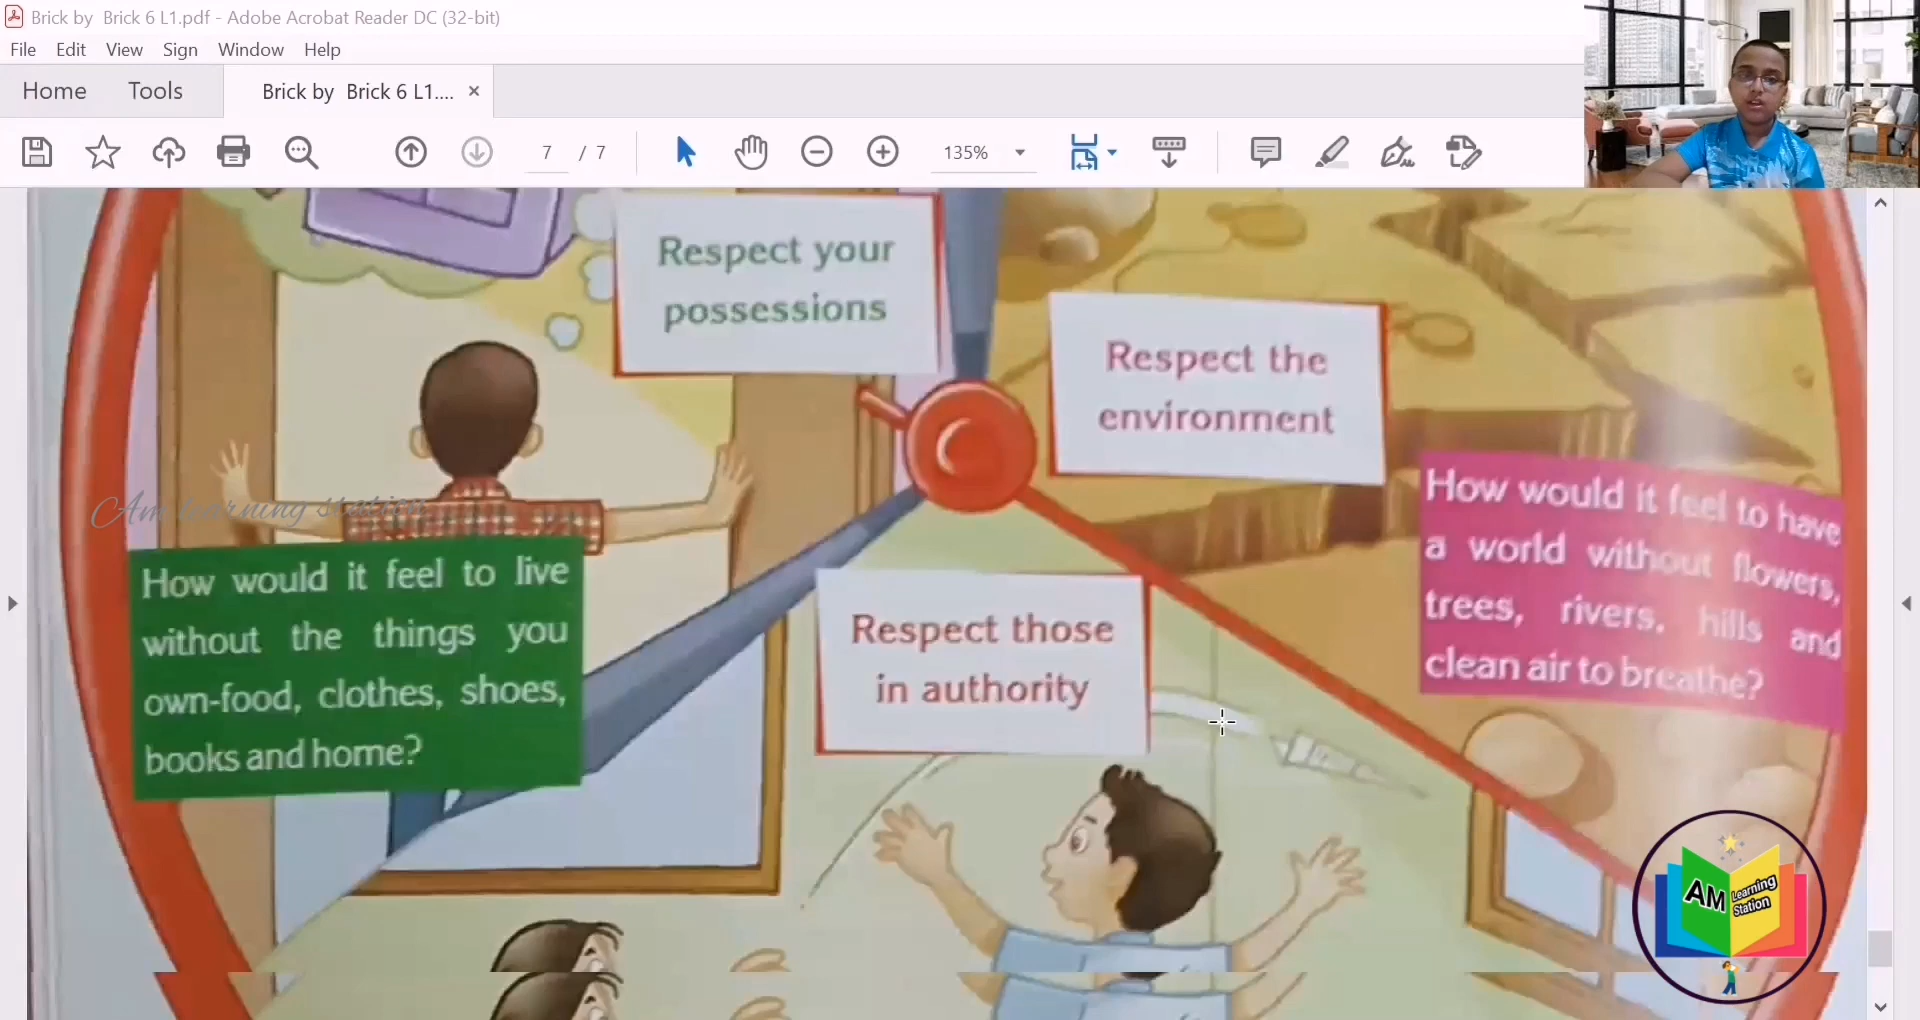 Brick by Brick 6 L1.pdf - Adobe Acrobat Reader DC (32-bit)
File Edit View Sign Window Help
Home Tools Brick by Brick 6 L1....
7 / 7 135%
Respect your
possessions
Respect the
environment
How would it feel to have
a world without flowers,
trees, rivers, hills and
clean air to breathe?
Am learning station
How would it feel to live
without the things you
own-food, clothes, shoes,
books and home?
Respect those
in authority
AM Learning
Station